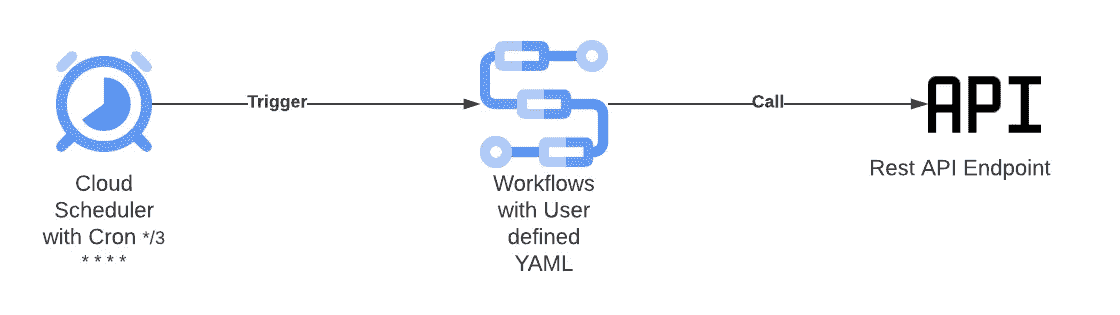 Trigger
Call
API
Cloud
Scheduler
with Cron */3
* * * *
Workflows
with User
defined
YAML
Rest API Endpoint